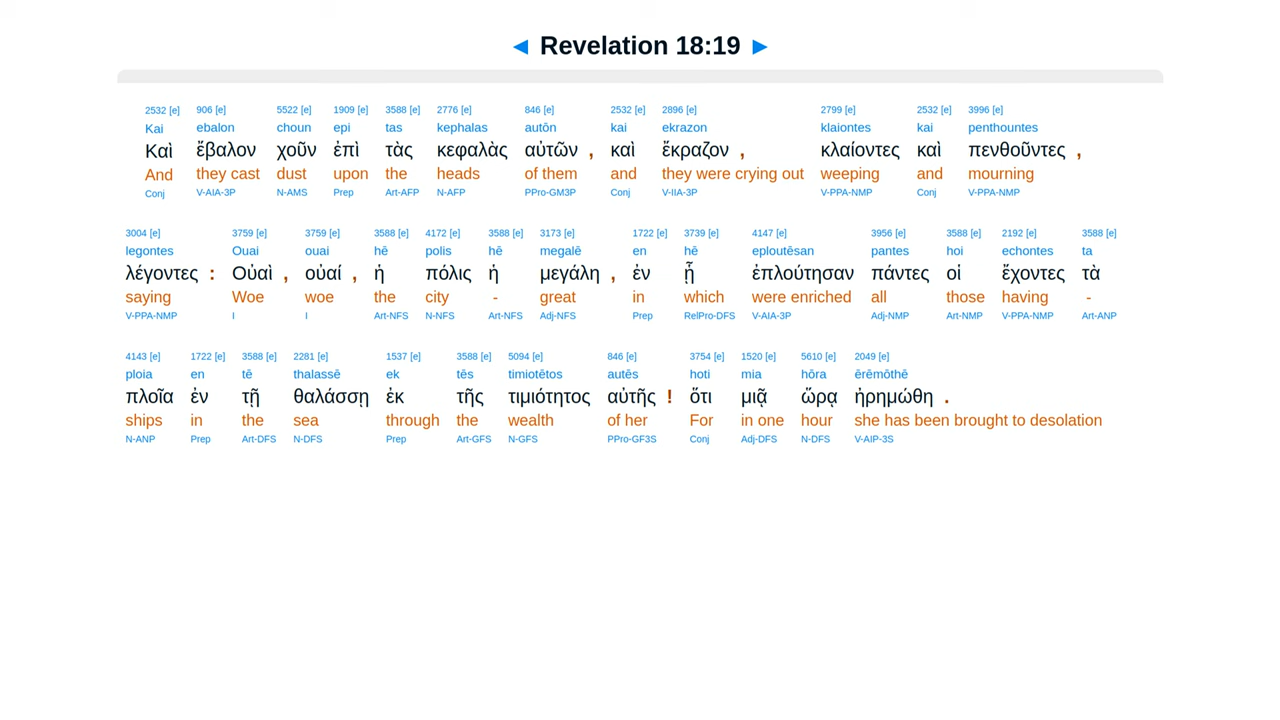 ◄ Revelation 18:19 ►
2532 [e] 906 [e] 5522 [e] 1909 [e] 3588 [e] 2776 [e] 846 [e] 2532 [e] 2896 [e] 2799 [e] 2532 [e] 3996 [e]
Kai ebalon choun epi tas kephalas autōn kai ekrazon klaiontes kai penthountes
Καὶ ἔβαλον χοῦν ἐπὶ τὰς κεφαλὰς αὐτῶν , καὶ ἔκραζον , κλαίοντες καὶ πενθοῦντες ,
And they cast dust upon the heads of them and they were crying out weeping and mourning
Conj V-AIA-3P N-AMS Prep Art-AFP N-AFP PPro-GM3P Conj V-IIA-3P V-PPA-NMP Conj V-PPA-NMP
3004 [e] 3759 [e] 3759 [e] 3588 [e] 4172 [e] 3588 [e] 3173 [e] 1722 [e] 3739 [e] 4147 [e] 3956 [e] 3588 [e] 2192 [e] 3588 [e]
legontes Ouai ouai hē polis hē megalē en hē eploutēsan pantes hoi echontes ta
λέγοντες : Οὐαὶ , οὐαί , ἡ πόλις ἡ μεγάλη , ἐν ᾗ ἐπλούτησαν πάντες οἱ ἔχοντες τὰ
saying Woe woe the city - great in which were enriched all those having -
V-PPA-NMP I I Art-NFS N-NFS Art-NFS Adj-NFS Prep RelPro-DFS V-AIA-3P Adj-NMP Art-NMP V-PPA-NMP Art-ANP
4143 [e] 1722 [e] 3588 [e] 2281 [e] 1537 [e] 3588 [e] 5094 [e] 846 [e] 3754 [e] 1520 [e] 5610 [e] 2049 [e]
ploia en tē thalassē ek tēs timiotētos autēs hoti mia hōra ērēmōthē
πλοῖα ἐν τῇ θαλάσσῃ ἐκ τῆς τιμιότητος αὐτῆς ! ὅτι μιᾷ ὥρᾳ ἠρημώθη .
ships in the sea through the wealth of her For in one hour she has been brought to desolation
N-ANP Prep Art-DFS N-DFS Prep Art-GFS N-GFS PPro-GF3S Conj Adj-DFS N-DFS V-AIP-3S